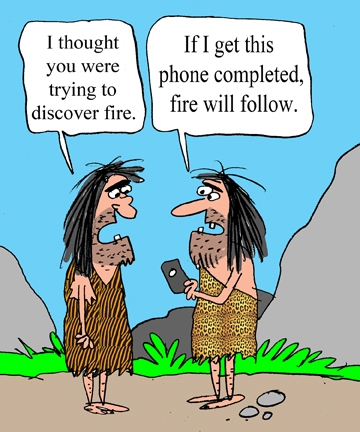 I thought
you were
trying to
discover fire.
If I get this
phone completed,
fire will follow.